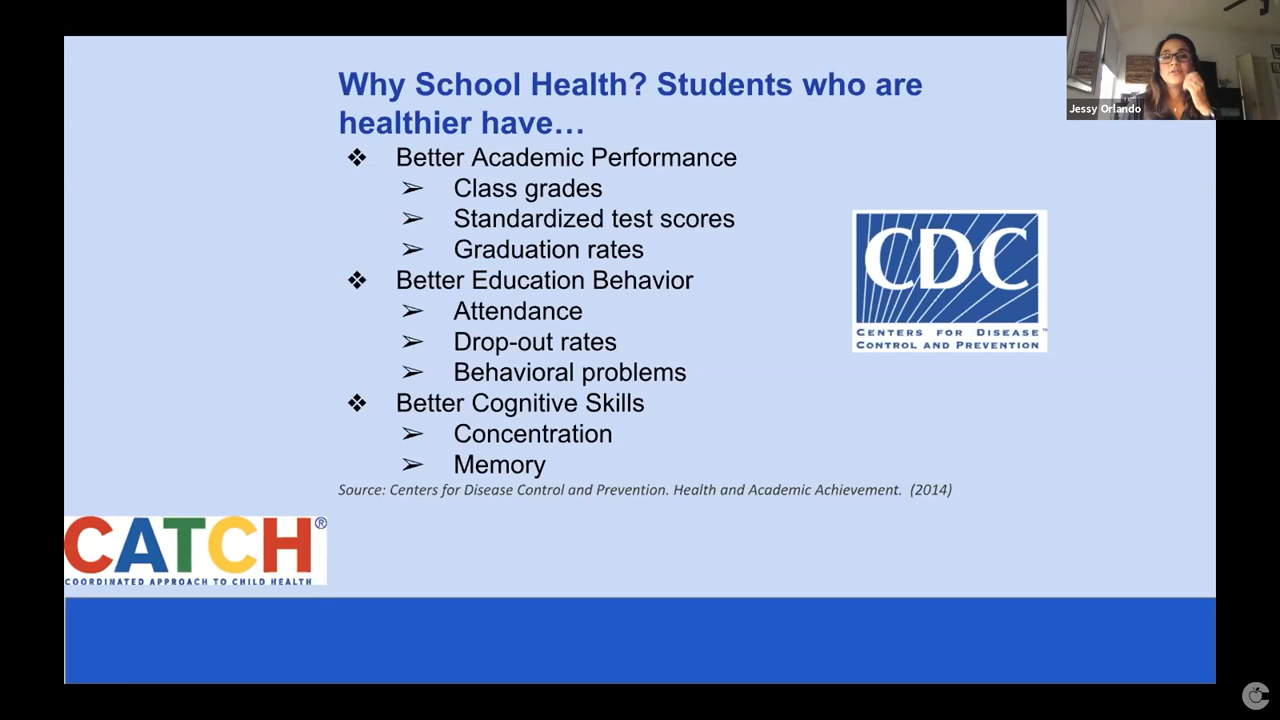 Why School Health? Students who are
healthier have…
❖ Better Academic Performance
➢ Class grades
➢ Standardized test scores
➢ Graduation rates
❖ Better Education Behavior
➢ Attendance
➢ Drop-out rates
➢ Behavioral problems
❖ Better Cognitive Skills
➢ Concentration
➢ Memory
Source: Centers for Disease Control and Prevention. Health and Academic Achievement. (2014)
CDC
CENTERS FOR DISEASE™
CONTROL AND PREVENTION
CATCH®
COORDINATED APPROACH TO CHILD HEALTH
Jessy Orlando